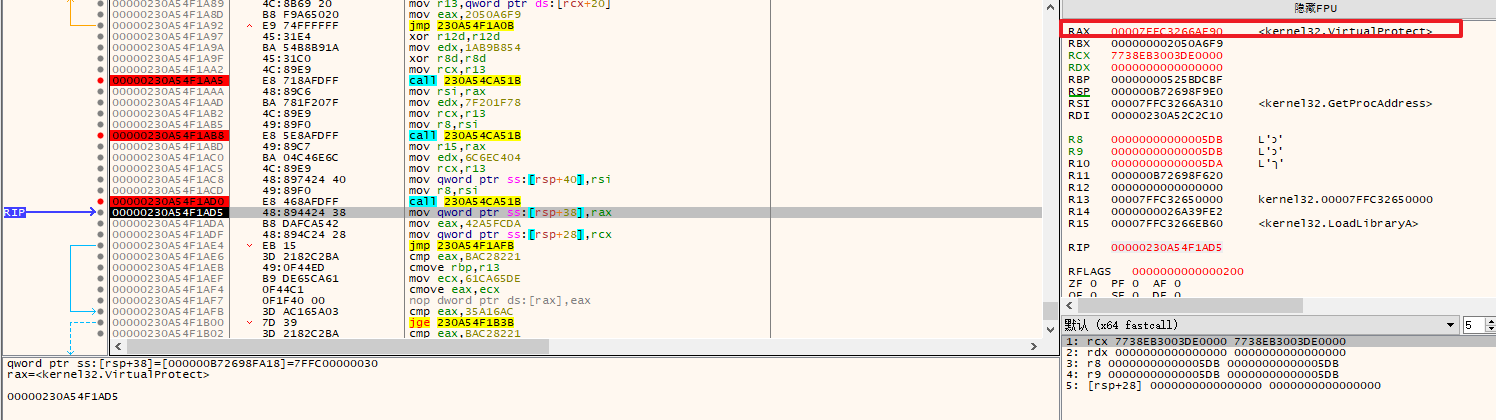 00000230A54F1A89 4C:8B69 20 mov r13,qword ptr ds:[rcx+20]
00000230A54F1A8D B8 F9A65020 mov eax,2050A6F9
00000230A54F1A92 E9 74FFFFFF jmp 230A54F1A0B
00000230A54F1A97 45:31E4 xor r12d,r12d
00000230A54F1A9A BA 54B8B91A mov edx,1AB9B854
00000230A54F1A9F 45:31C0 xor r8d,r8d
00000230A54F1AA2 4C:89E9 mov rcx,r13
00000230A54F1AA5 E8 718AFDFF call 230A54CA51B
00000230A54F1AAA 48:89C6 mov rsi,rax
00000230A54F1AAD BA 781F207F mov edx,7F201F78
00000230A54F1AB2 4C:89E9 mov rcx,r13
00000230A54F1AB5 49:89F0 mov r8,rsi
00000230A54F1AB8 E8 5E8AFDFF call 230A54CA51B
00000230A54F1ABD 49:89C7 mov r15,rax
00000230A54F1AC0 BA 04C46E6C mov edx,6C6EC404
00000230A54F1AC5 4C:89E9 mov rcx,r13
00000230A54F1AC8 48:897424 40 mov qword ptr ss:[rsp+40],rsi
00000230A54F1ACD 49:89F0 mov r8,rsi
00000230A54F1AD0 E8 468AFDFF call 230A54CA51B
RIP 00000230A54F1AD5 48:894424 38 mov qword ptr ss:[rsp+38],rax
00000230A54F1ADA B8 DAFCA542 mov eax,42A5FCDA
00000230A54F1ADF 48:894C24 28 mov qword ptr ss:[rsp+28],rcx
00000230A54F1AE4 EB 15 jmp 230A54F1AFB
00000230A54F1AE6 3D 2182C2BA cmp eax,BAC28221
00000230A54F1AEB 49:0F44ED cmove rbp,r13
00000230A54F1AEF B9 DE65CA61 mov ecx,61CA65DE
00000230A54F1AF4 0F44C1 cmove eax,ecx
00000230A54F1AF7 0F1F40 00 nop dword ptr ds:[rax],eax
00000230A54F1AFB 3D AC165A03 cmp eax,35A16AC
00000230A54F1B00 7D 39 jge 230A54F1B3B
00000230A54F1B02 3D 2182C2BA cmp eax,BAC28221
qword ptr ss:[rsp+38]=[000000B72698FA18]=7FFC00000030
rax=<kernel32.VirtualProtect>
00000230A54F1AD5
隐藏FPU
RAX 00007FFC3266AE90 <kernel32.VirtualProtect>
RBX 000000002050A6F9
RCX 7738EB3003DE0000
RDX 0000000000000000
RBP 00000000525BDCBF
RSP 000000B72698F9E0
RSI 00007FFC3266A310 <kernel32.GetProcAddress>
RDI 00000230A52C2C10
R8 00000000000005DB L'כ'
R9 00000000000005DB L'כ'
R10 00000000000005DA L'ך'
R11 000000B72698F620
R12 0000000000000000
R13 00007FFC32650000 kernel32.00007FFC32650000
R14 0000000026A39FE2
R15 00007FFC3266EB60 <kernel32.LoadLibraryA>
RIP 00000230A54F1AD5
RFLAGS 0000000000000200
ZF 0 PF 0 AF 0
OF 0 SF 0 DF 0
默认 (x64 fastcall) 5
1: rcx 7738EB3003DE0000 7738EB3003DE0000
2: rdx 0000000000000000 0000000000000000
3: r8 00000000000005DB 00000000000005DB
4: r9 00000000000005DB 00000000000005DB
5: [rsp+28] 0000000000000000 0000000000000000